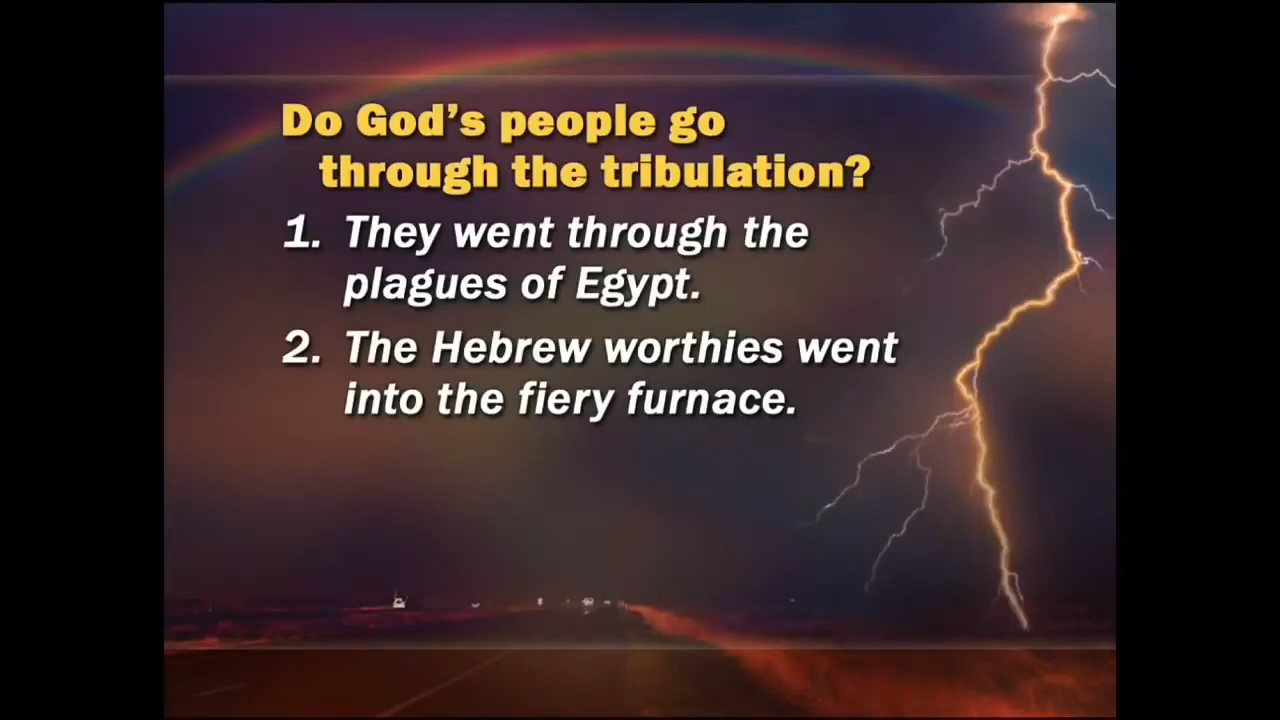 Do God’s people go
through the tribulation?
1. They went through the
plagues of Egypt.
2. The Hebrew worthies went
into the fiery furnace.